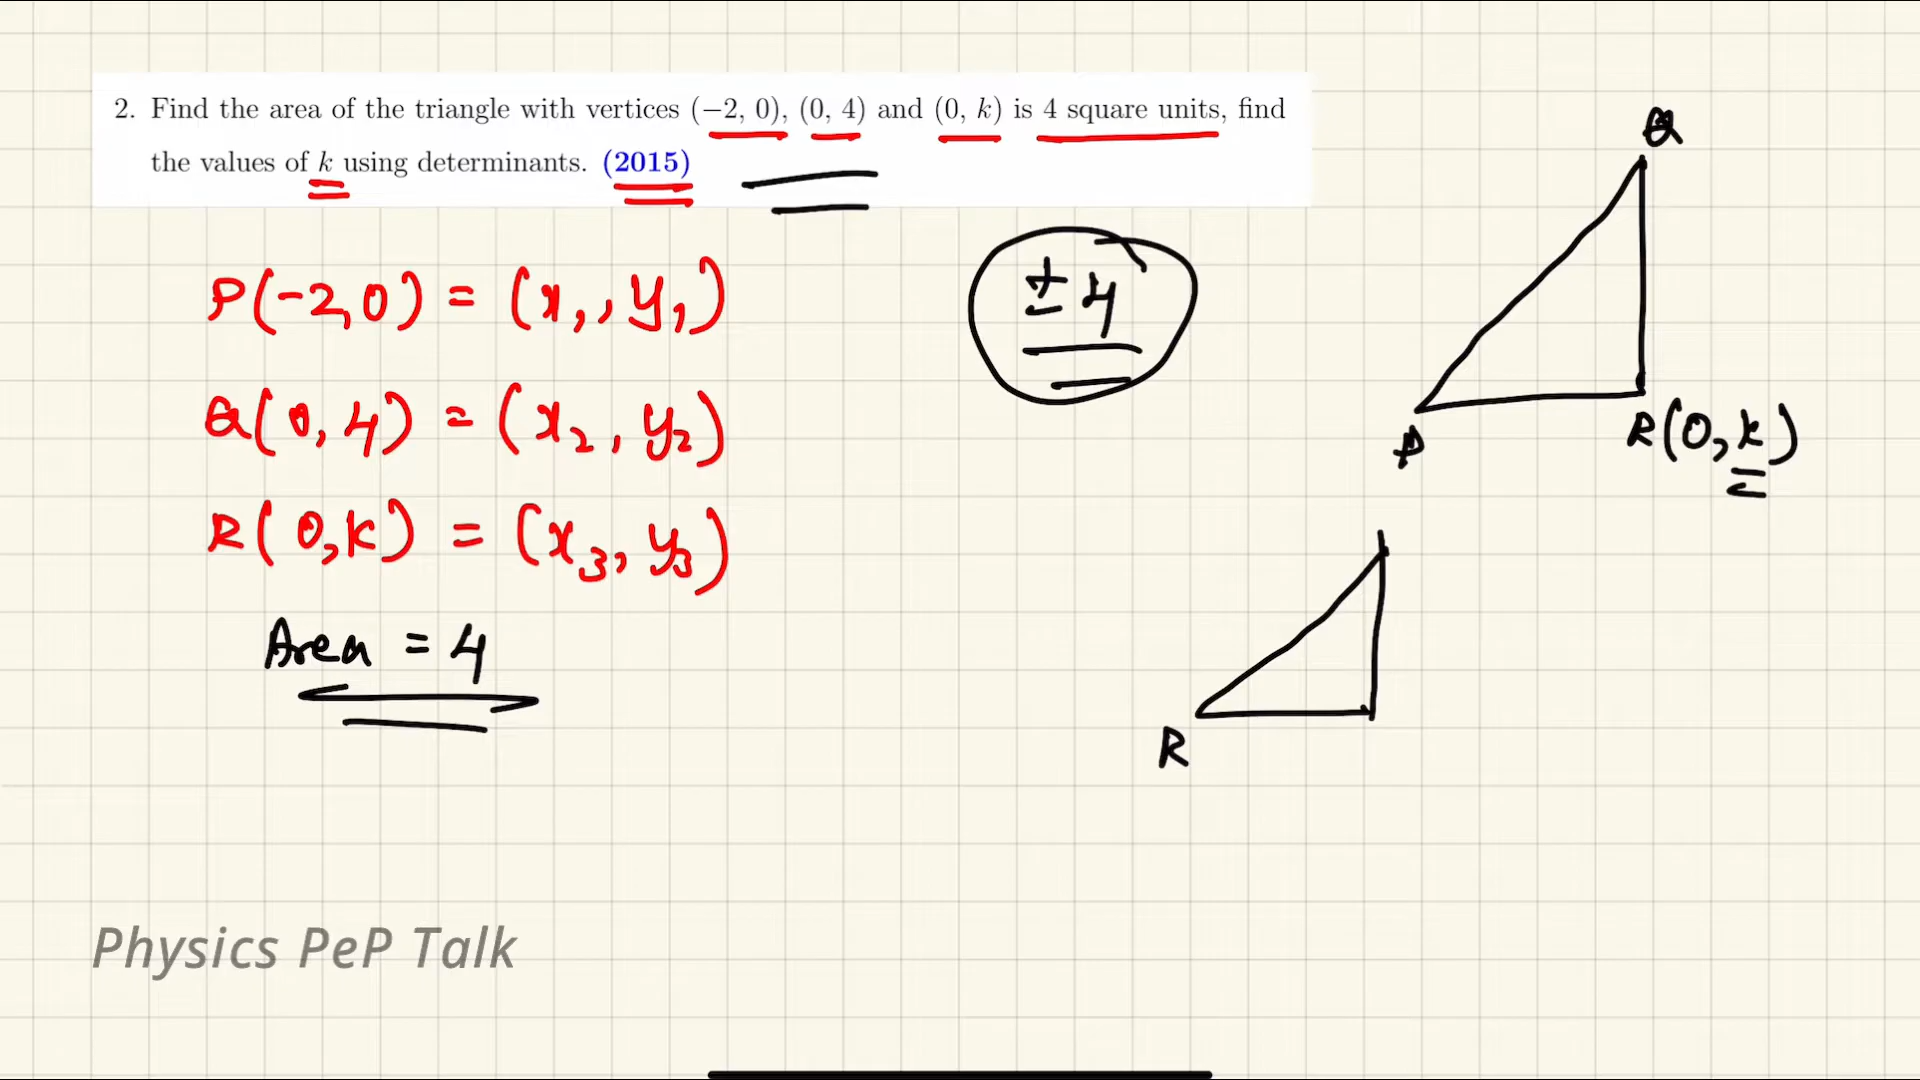 2. Find the area of the triangle with vertices (−2, 0), (0, 4) and (0, k) is 4 square units, find
the values of k using determinants. (2015)
Q
P(-2,0) = (x₁, y₁)
± 4
Q(0,4) = (x₂, y₂)
P
R(0,k)
R(0,k) = (x₃, y₃)
Area = 4
R
Physics PeP Talk